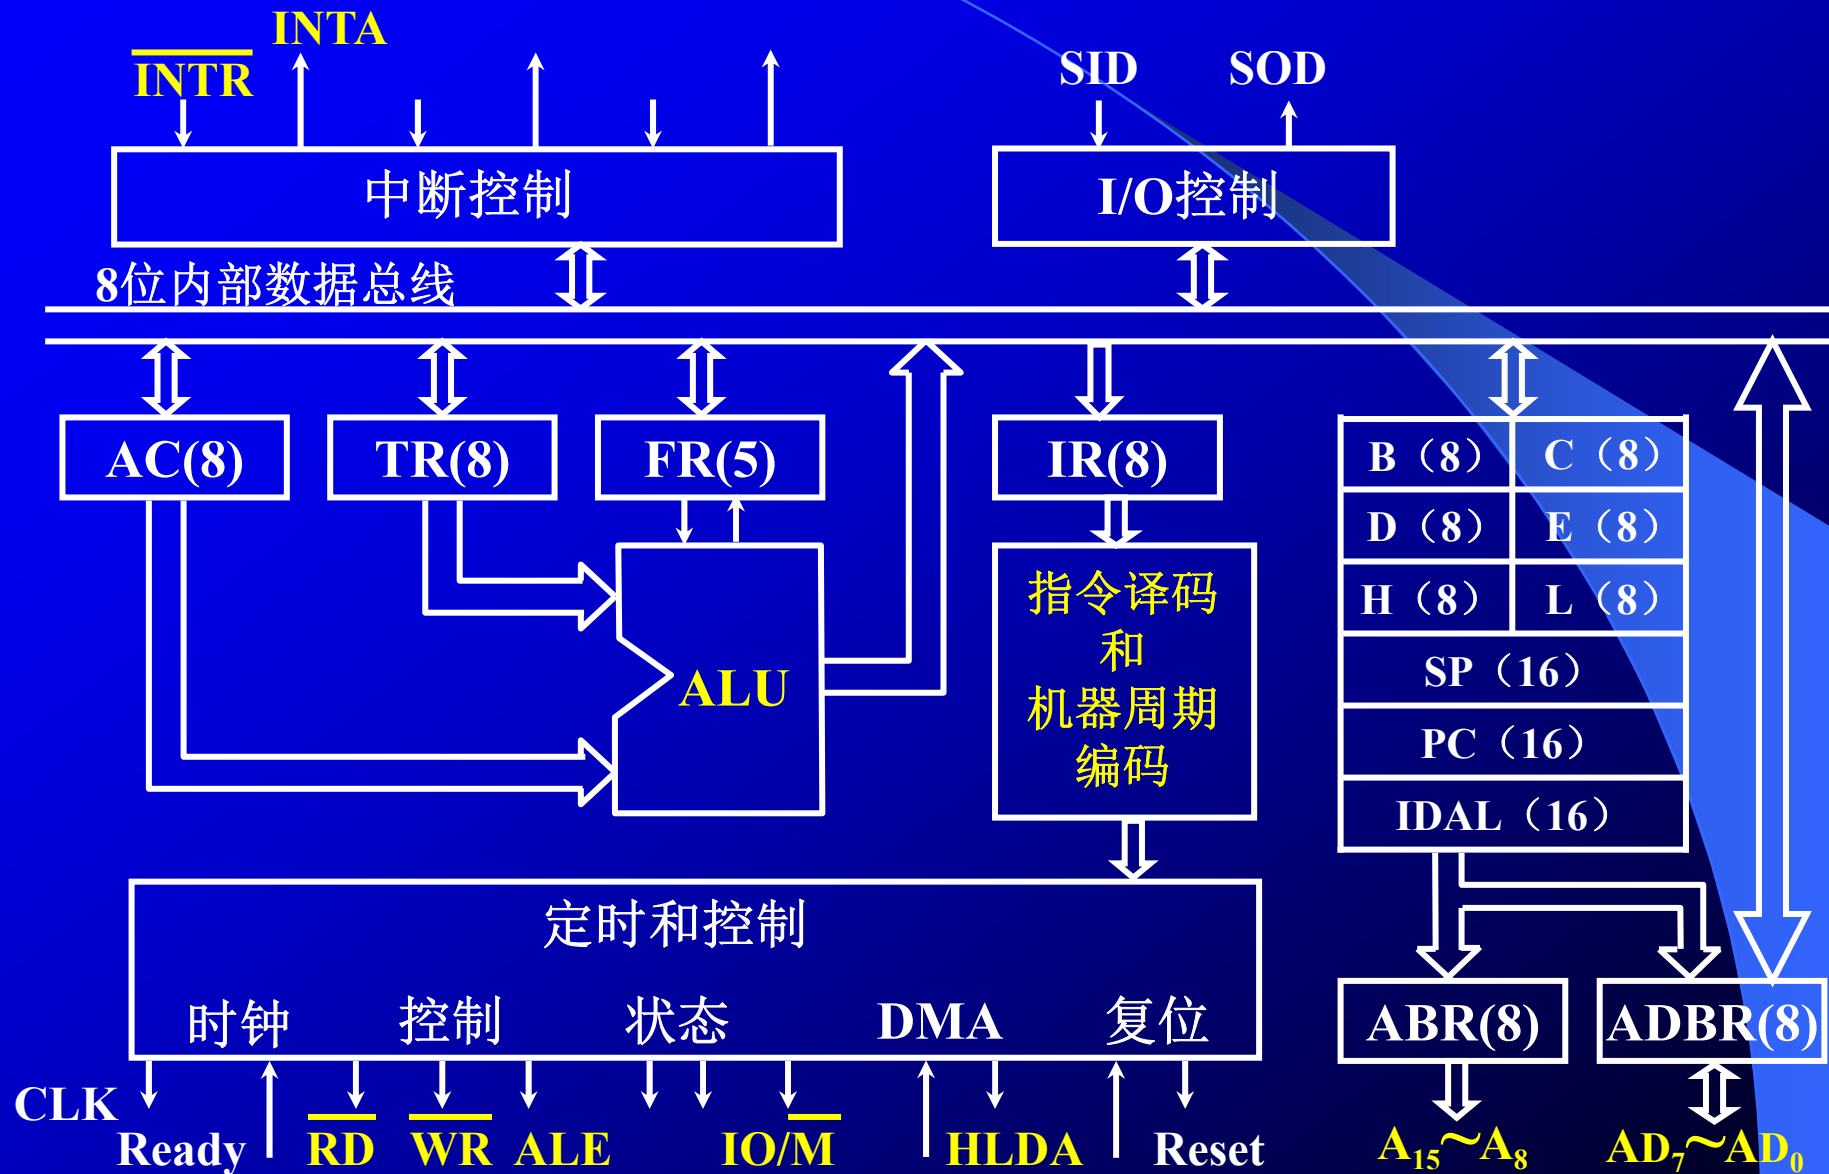 INTA
INTR
SID SOD
中断控制
I/O控制
8位内部数据总线
AC(8) TR(8) FR(5) IR(8)
B（8） C（8）
D（8） E（8）
H（8） L（8）
SP（16）
PC（16）
IDAL（16）
ALU
指令译码
和
机器周期
编码
定时和控制
时钟 控制 状态 DMA 复位
ABR(8) ADBR(8)
CLK
Ready RD WR ALE IO/M HLDA Reset
A15～A8 AD7～AD0